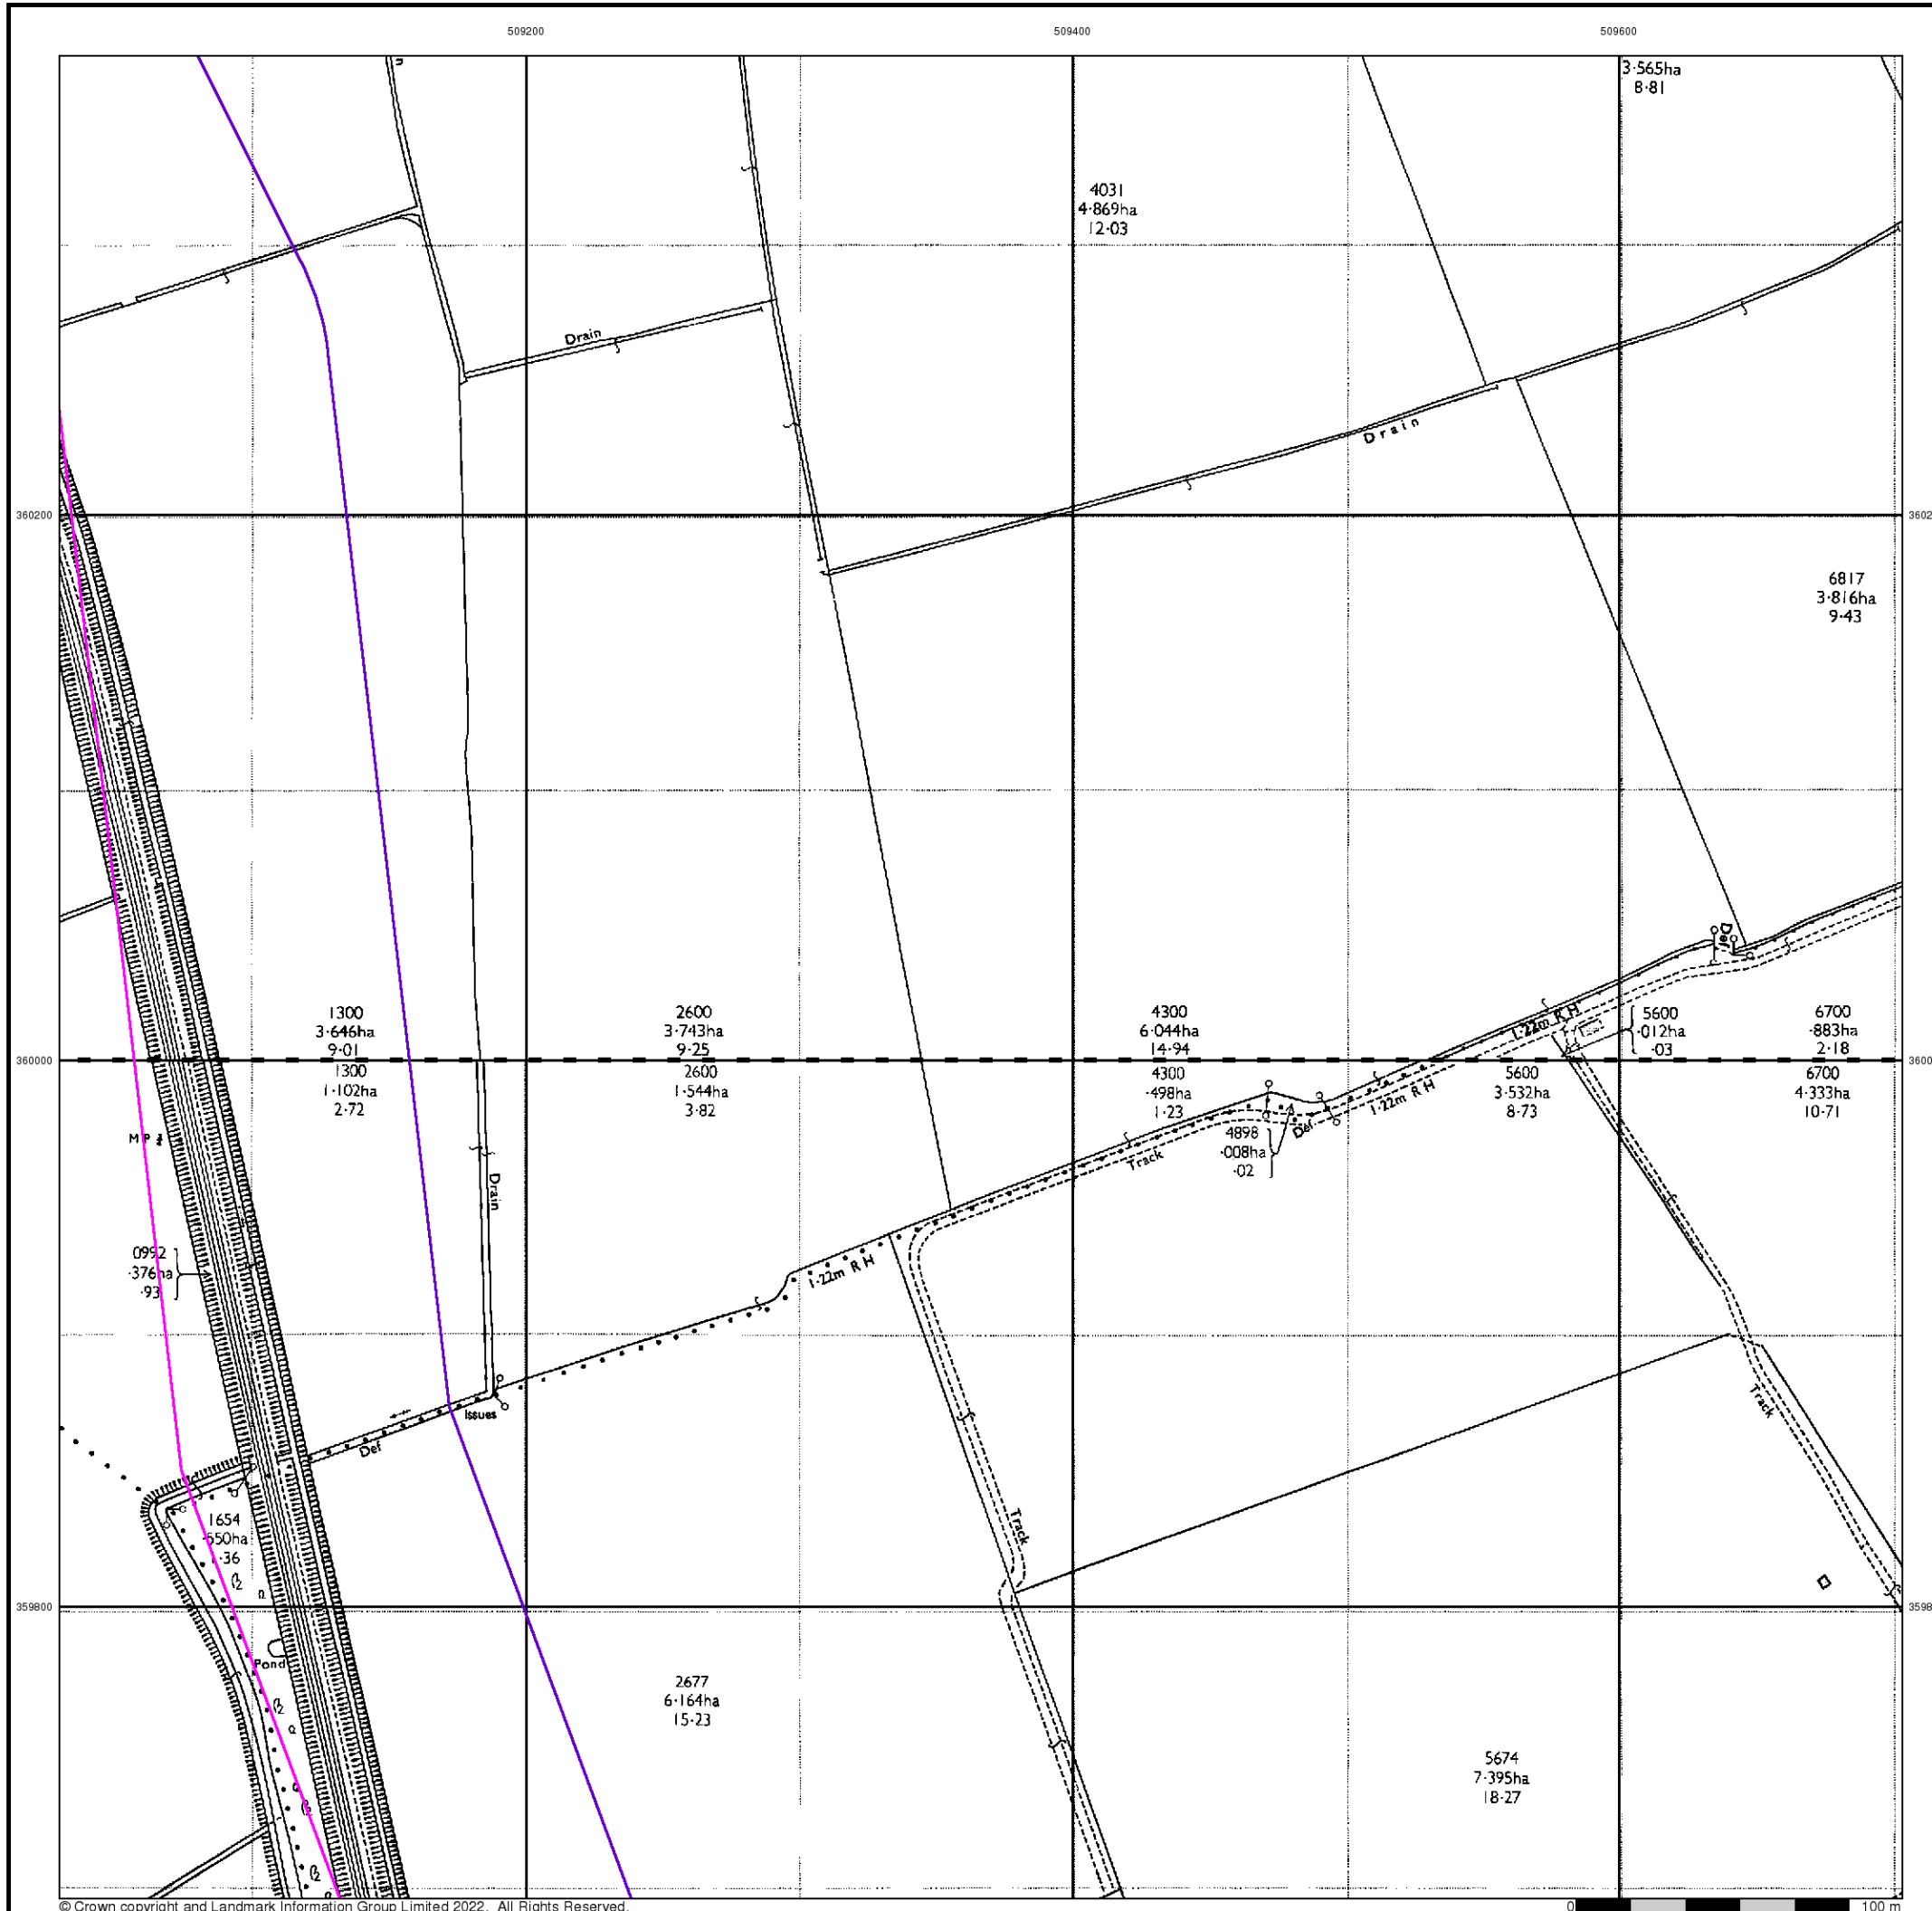 509200
509400
509600
3·565ha
8·81
4031
4·869ha
12·03
Drain
Drain
360200
6817
3·816ha
9·43
Def
1300
3·646ha
9·01
2600
3·743ha
9·25
4300
6·044ha
14·94
1·22m R H
5600
·012ha
·03
6700
·883ha
2·18
360000
1300
1·102ha
2·72
2600
1·544ha
3·82
4300
·498ha
1·23
1·22m R H
5600
3·532ha
8·73
6700
4·333ha
10·71
M P
4898
·008ha
·02
Def
Track
Drain
0992
·376ha
·93
1·22m R H
Issues
Def
Track
1654
·550ha
1·36
Track
359800
Pond
2677
6·164ha
15·23
5674
7·395ha
18·27
© Crown copyright and Landmark Information Group Limited 2022. All Rights Reserved.
0
100 m